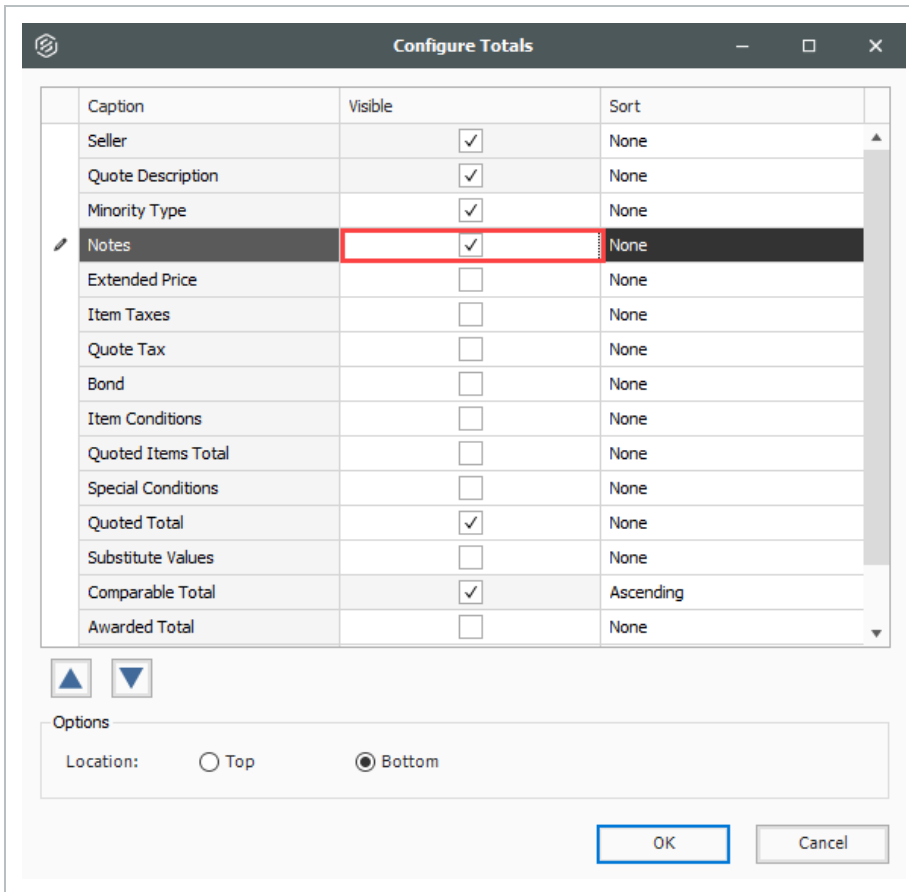 Configure Totals
Caption Visible Sort
Seller None
Quote Description None
Minority Type None
Notes None
Extended Price None
Item Taxes None
Quote Tax None
Bond None
Item Conditions None
Quoted Items Total None
Special Conditions None
Quoted Total None
Substitute Values None
Comparable Total Ascending
Awarded Total None
Options
Location: Top Bottom
OK Cancel